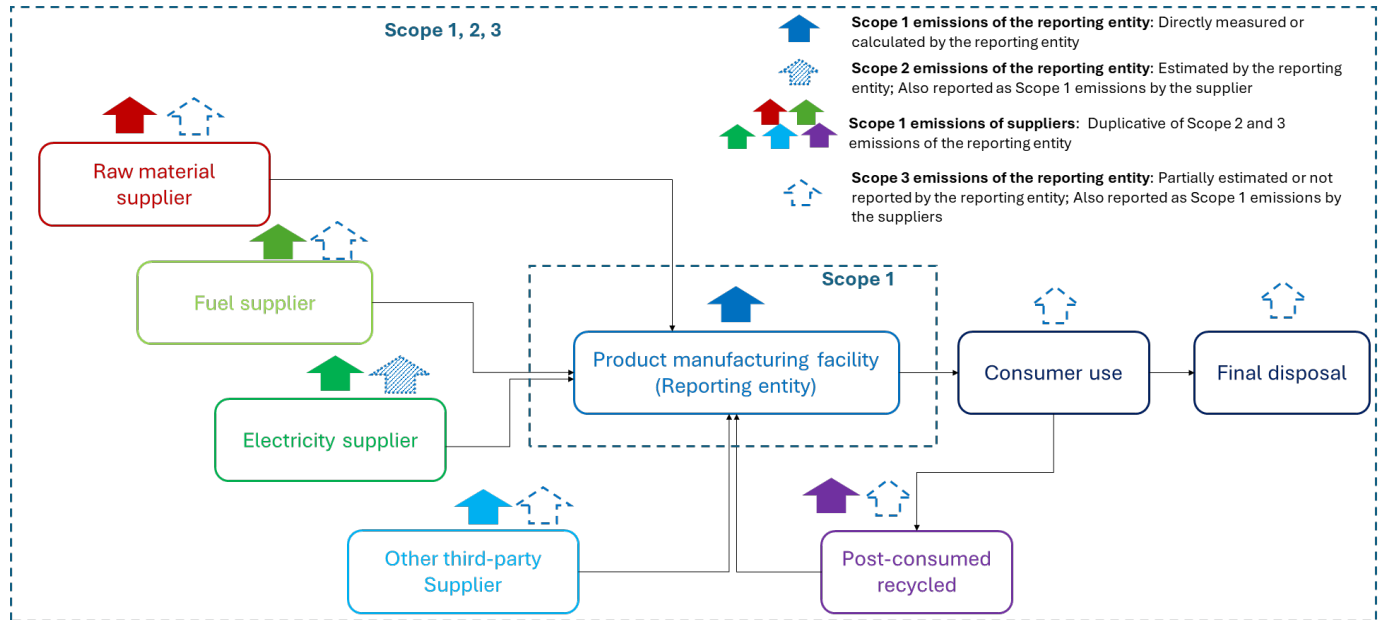 Scope 1, 2, 3
Scope 1 emissions of the reporting entity: Directly measured or
calculated by the reporting entity
Scope 2 emissions of the reporting entity: Estimated by the reporting
entity; Also reported as Scope 1 emissions by the supplier
Scope 1 emissions of suppliers: Duplicative of Scope 2 and 3
emissions of the reporting entity
Scope 3 emissions of the reporting entity: Partially estimated or not
reported by the reporting entity; Also reported as Scope 1 emissions by
the suppliers
Raw material
supplier
Fuel supplier
Scope 1
Product manufacturing facility
(Reporting entity)
Consumer use
Final disposal
Electricity supplier
Other third-party
Supplier
Post-consumed
recycled